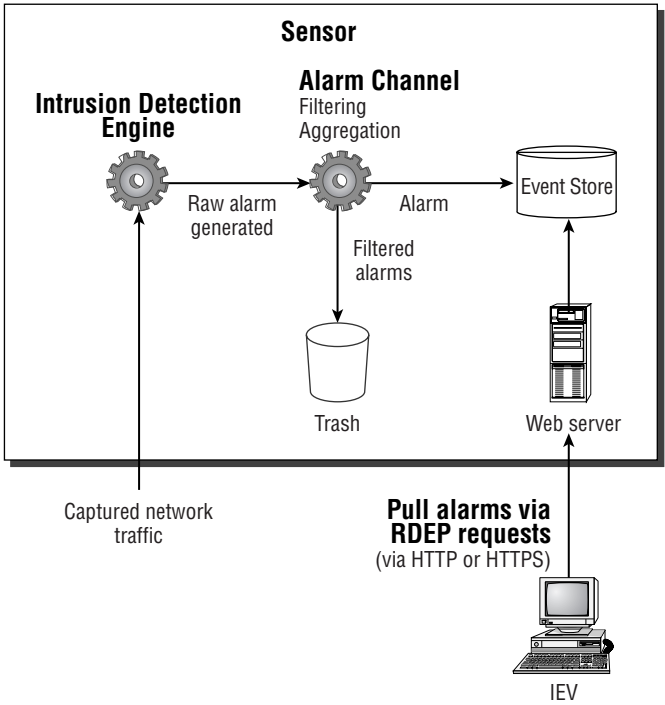 Sensor
Alarm Channel
Filtering
Aggregation
Intrusion Detection
Engine
Raw alarm
generated
Alarm
Event Store
Filtered
alarms
Trash
Web server
Captured network
traffic
Pull alarms via
RDEP requests
(via HTTP or HTTPS)
IEV